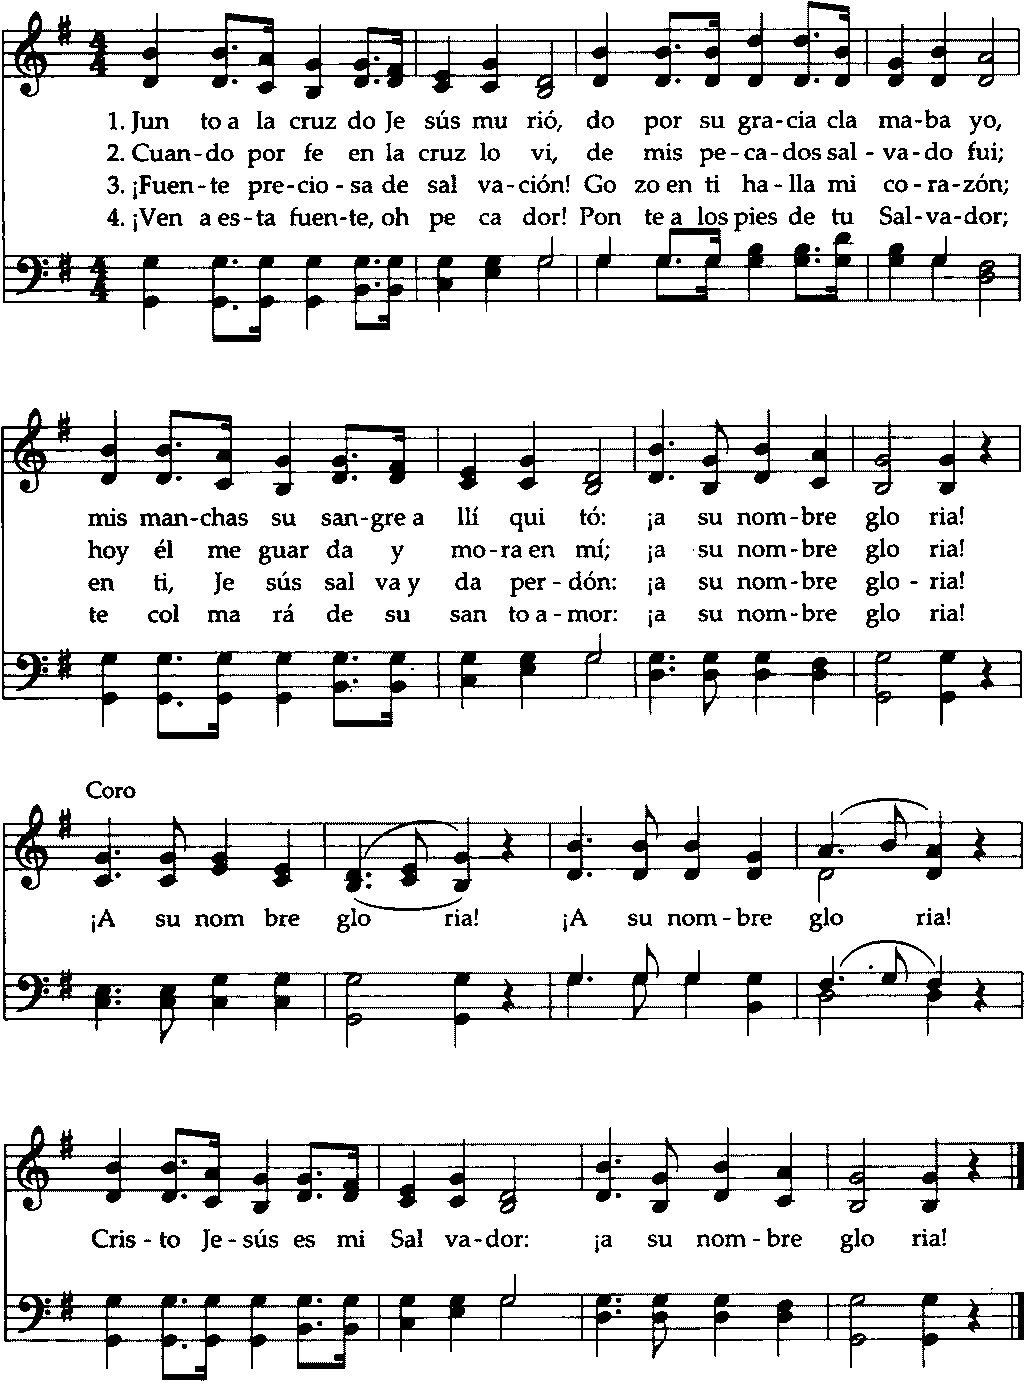 1. Jun to a la cruz do Je sús mu rió, do por su gra-cia cla ma-ba yo,
2. Cuan-do por fe en la cruz lo vi, de mis pe-ca-dos sal-va-do fui;
3. ¡Fuen-te pre-cio-sa de sal va-ción! Go zo en ti ha-lla mi co-ra-zón;
4. ¡Ven a es-ta fuen-te, oh pe ca dor! Pon te a los pies de tu Sal-va-dor;
mis man-chas su san-gre a llí qui tó: ¡a su nom-bre glo ria!
hoy él me guar da y mo-ra en mí; ¡a su nom-bre glo ria!
en ti, Je sús sal va y da per-dón: ¡a su nom-bre glo-ria!
te col ma rá de su san to a-mor: ¡a su nom-bre glo ria!
Coro
¡A su nom bre glo ria! ¡A su nom-bre glo ria!
Cris-to Je-sús es mi Sal va-dor: ¡a su nom-bre glo ria!